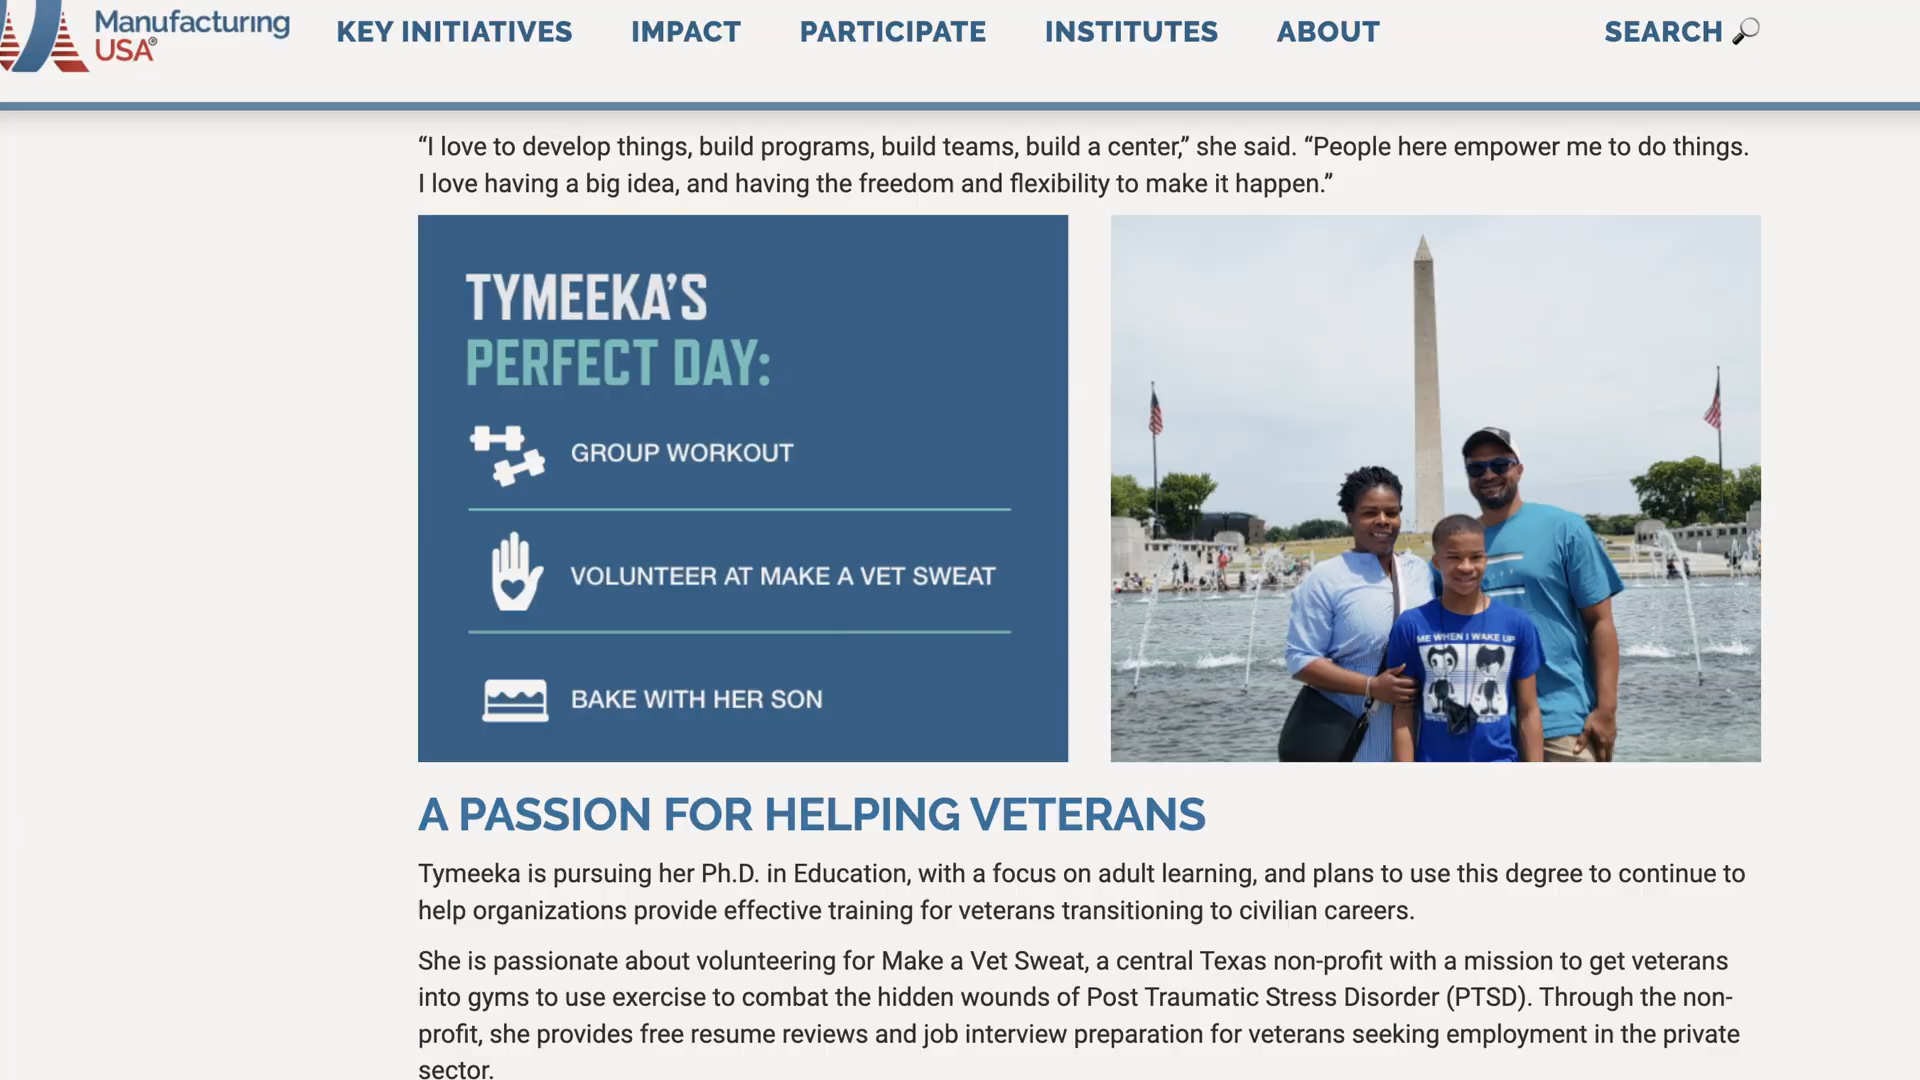 Manufacturing
USA®
KEY INITIATIVES
IMPACT
PARTICIPATE
INSTITUTES
ABOUT
SEARCH
“I love to develop things, build programs, build teams, build a center,” she said. “People here empower me to do things.
I love having a big idea, and having the freedom and flexibility to make it happen.”
TYMEEKA’S
PERFECT DAY:
GROUP WORKOUT
VOLUNTEER AT MAKE A VET SWEAT
BAKE WITH HER SON
ME WHEN I WAKE UP
A PASSION FOR HELPING VETERANS
Tymeeka is pursuing her Ph.D. in Education, with a focus on adult learning, and plans to use this degree to continue to
help organizations provide effective training for veterans transitioning to civilian careers.
She is passionate about volunteering for Make a Vet Sweat, a central Texas non-profit with a mission to get veterans
into gyms to use exercise to combat the hidden wounds of Post Traumatic Stress Disorder (PTSD). Through the non-
profit, she provides free resume reviews and job interview preparation for veterans seeking employment in the private
sector.